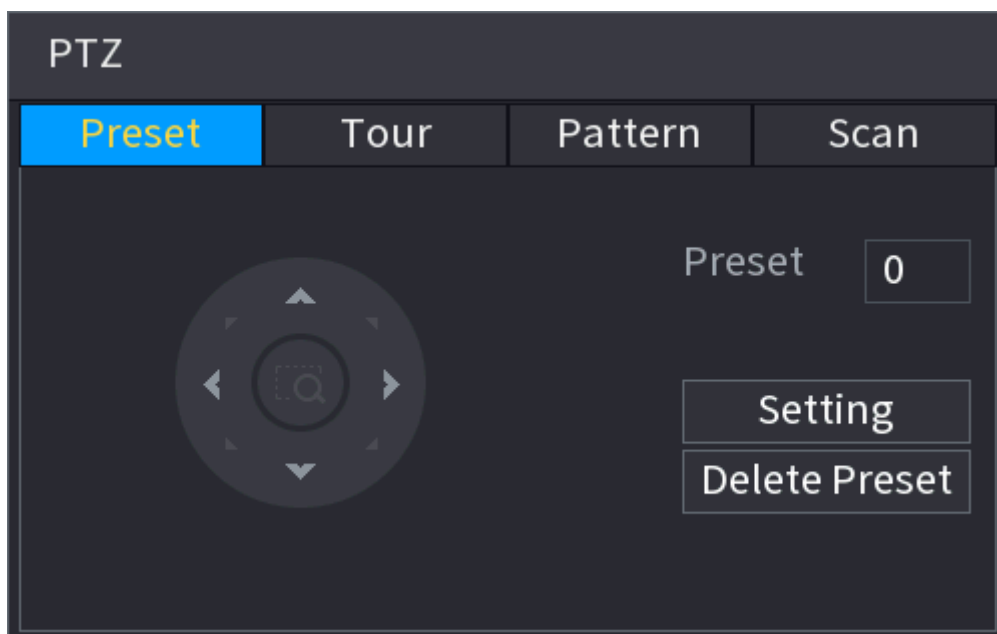 PTZ
Preset Tour Pattern Scan
Preset 0
Setting
Delete Preset